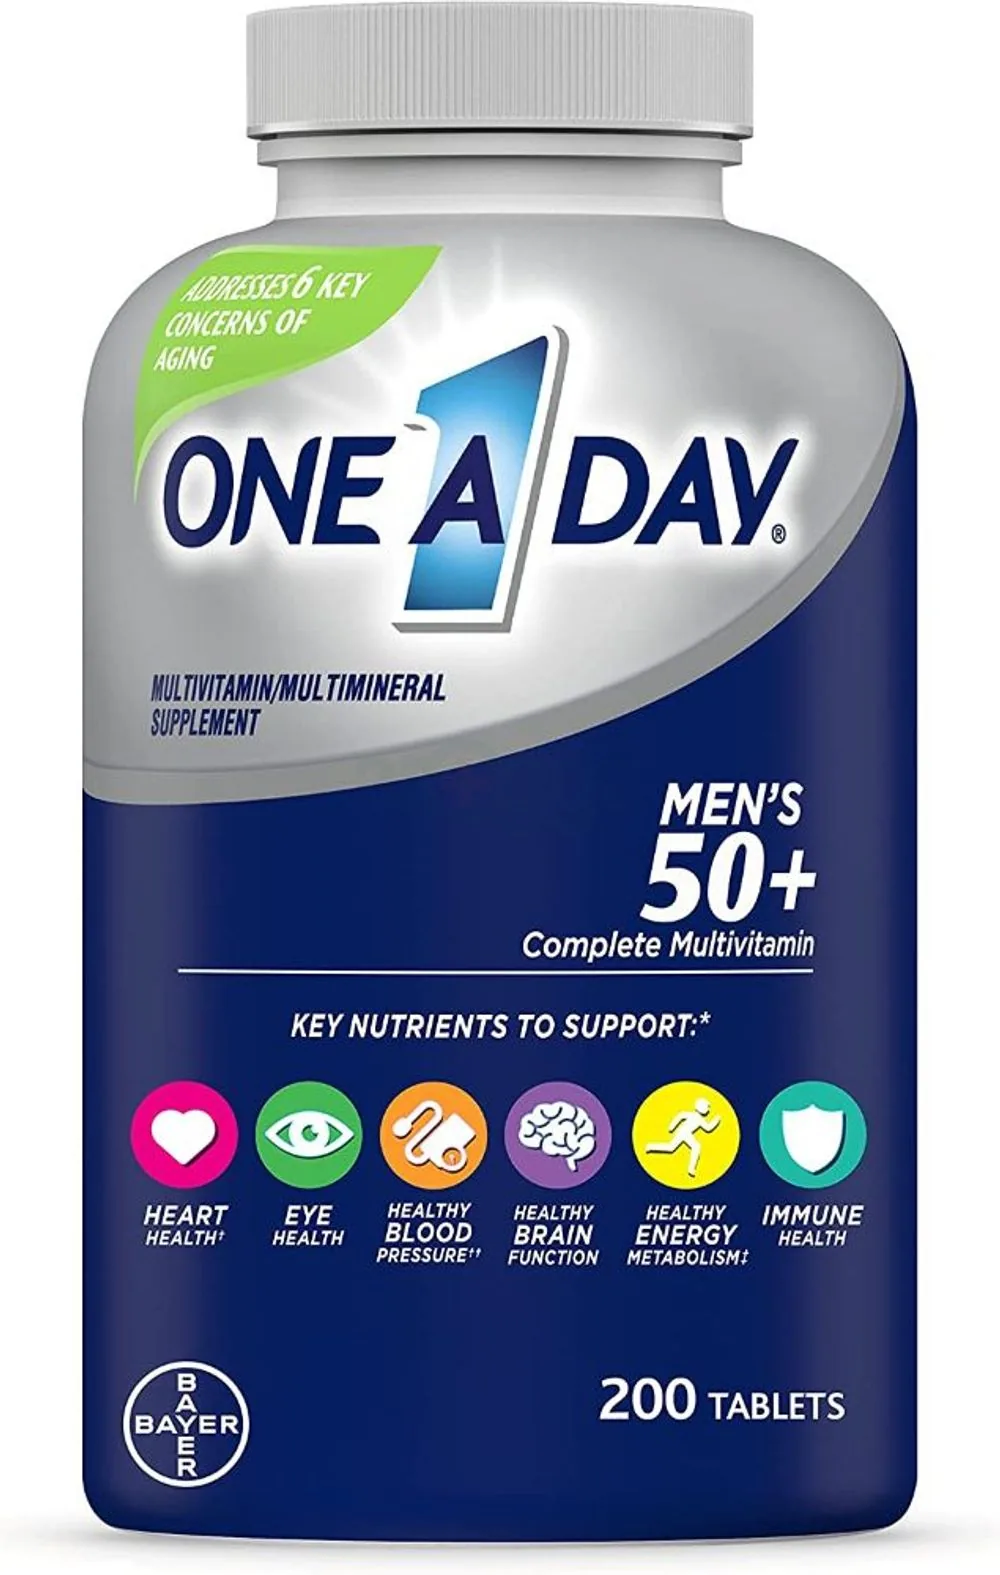 ADDRESSES 6 KEY
CONCERNS OF
AGING
ONE A DAY®
MULTIVITAMIN/MULTIMINERAL
SUPPLEMENT
MEN'S
50+
Complete Multivitamin
KEY NUTRIENTS TO SUPPORT:*
HEART
HEALTH†
EYE
HEALTH
HEALTHY
BLOOD
PRESSURE††
HEALTHY
BRAIN
FUNCTION
HEALTHY
ENERGY
METABOLISM‡
IMMUNE
HEALTH
BAYER
BAYER
200 TABLETS